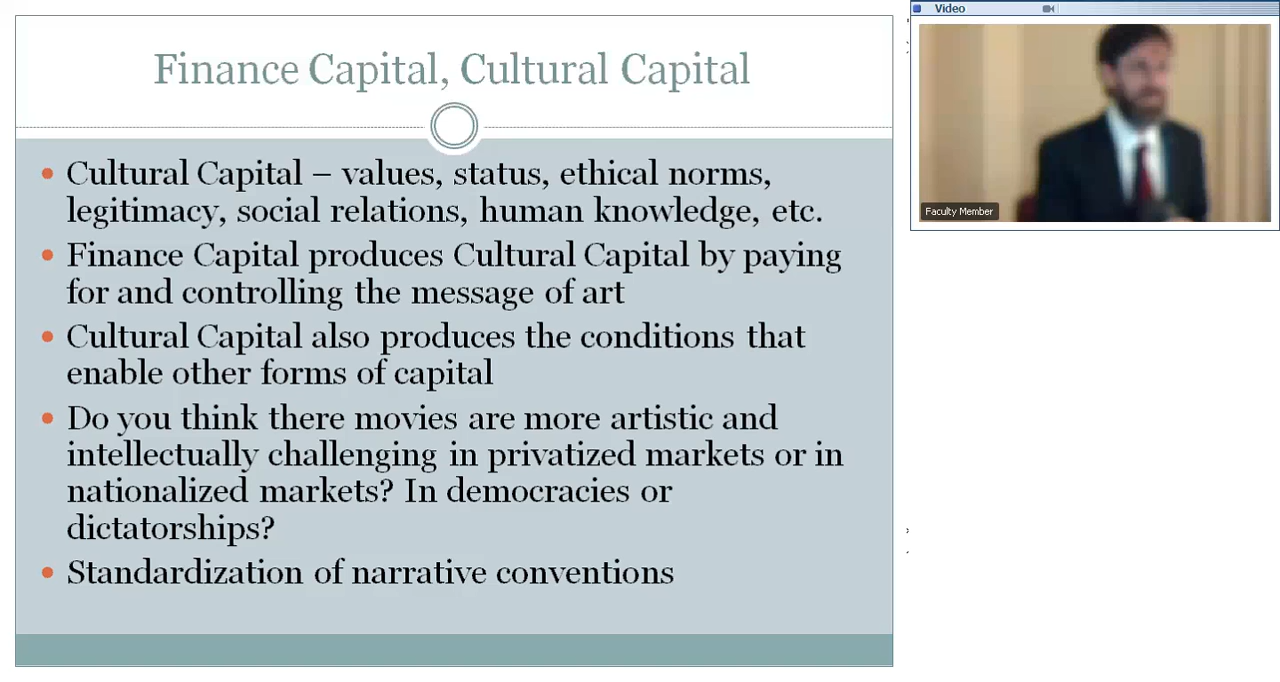 Finance Capital, Cultural Capital
• Cultural Capital – values, status, ethical norms,
legitimacy, social relations, human knowledge, etc.
• Finance Capital produces Cultural Capital by paying
for and controlling the message of art
• Cultural Capital also produces the conditions that
enable other forms of capital
• Do you think there movies are more artistic and
intellectually challenging in privatized markets or in
nationalized markets? In democracies or
dictatorships?
• Standardization of narrative conventions
Video
Faculty Member